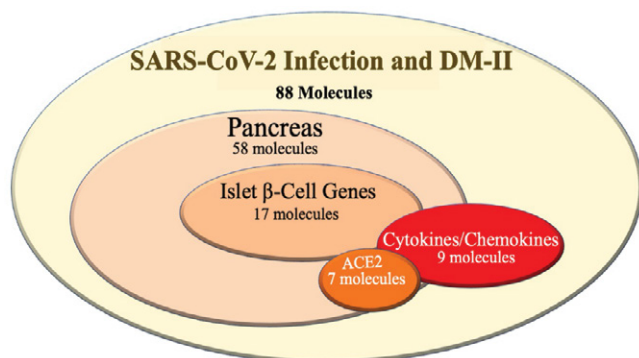 SARS-CoV-2 Infection and DM-II
88 Molecules
Pancreas
58 molecules
Islet β-Cell Genes
17 molecules
Cytokines/Chemokines
9 molecules
ACE2
7 molecules